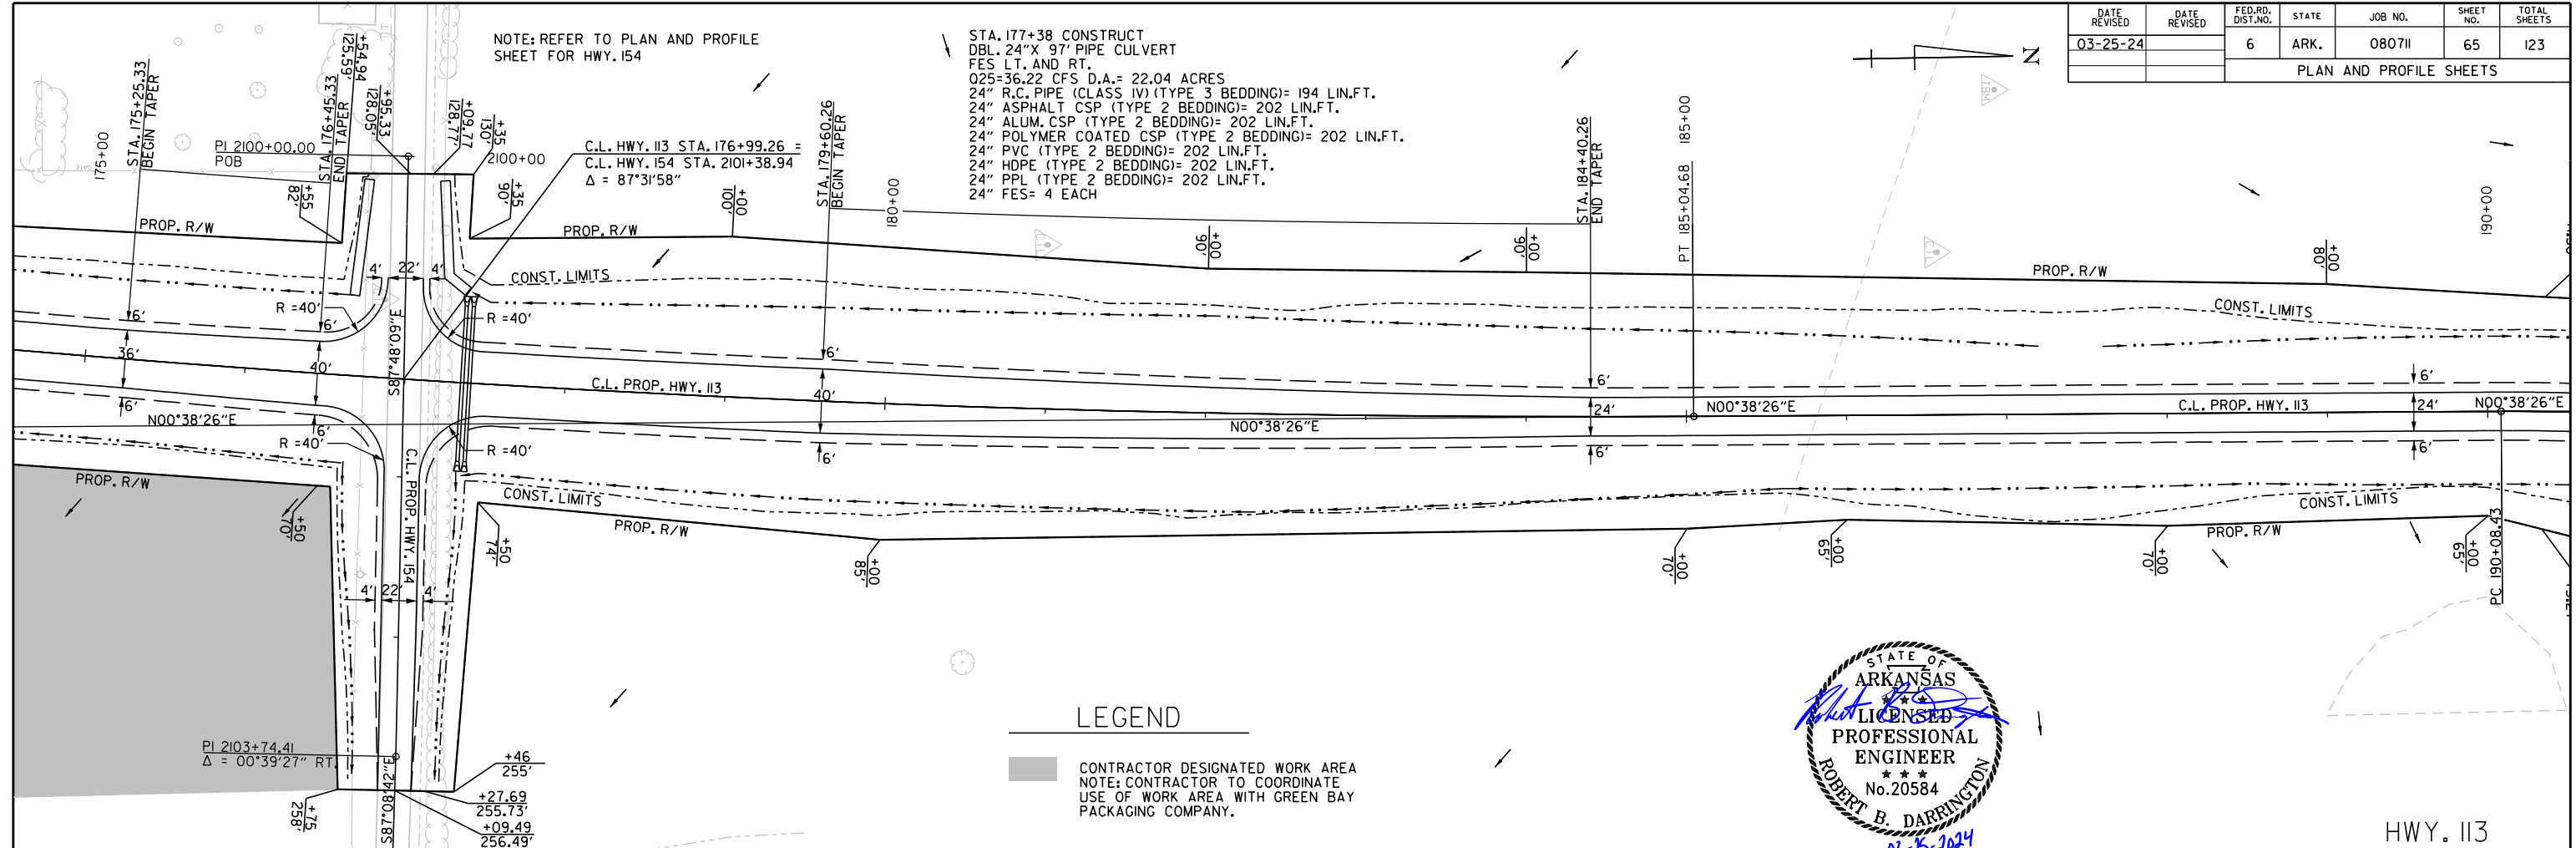 DATE REVISED
DATE REVISED
FED.RD. DIST.NO.
STATE
JOB NO.
SHEET NO.
TOTAL SHEETS
03-25-24
6
ARK.
080711
65
123
PLAN AND PROFILE SHEETS
NOTE: REFER TO PLAN AND PROFILE
SHEET FOR HWY. 154
STA. 177+38 CONSTRUCT
DBL. 24"X 97' PIPE CULVERT
FES LT. AND RT.
Q25=36.22 CFS D.A.= 22.04 ACRES
24" R.C. PIPE (CLASS IV) (TYPE 3 BEDDING)= 194 LIN.FT.
24" ASPHALT CSP (TYPE 2 BEDDING)= 202 LIN.FT.
24" ALUM. CSP (TYPE 2 BEDDING)= 202 LIN.FT.
24" POLYMER COATED CSP (TYPE 2 BEDDING)= 202 LIN.FT.
24" PVC (TYPE 2 BEDDING)= 202 LIN.FT.
24" HDPE (TYPE 2 BEDDING)= 202 LIN.FT.
24" PPL (TYPE 2 BEDDING)= 202 LIN.FT.
24" FES= 4 EACH
N
TBM
175+00
STA. 175+25.33
BEGIN TAPER
PI 2100+00.00
POB
STA. 176+45.33
END TAPER
+54.94
125.59'
+95.33
128.05'
+09.77
128.77'
+35
130'
2100+00
C.L. HWY. 113 STA. 176+99.26 =
C.L. HWY. 154 STA. 2101+38.94
Δ = 87°31'58"
GATE
+55
82'
+35
90'
+00
100'
STA. 179+60.26
BEGIN TAPER
180+00
STA. 184+40.26
END TAPER
PT 185+04.68
185+00
190+00
PROP. R/W
PROP. R/W
+00
90'
+00
90'
PROP. R/W
+00
80'
4'
22'
4'
CONST. LIMITS
CONST. LIMITS
R =40'
R =40'
6'
6'
6'
6'
6'
36'
40'
S87°48'09"E
C.L. PROP. HWY. 113
40'
24'
N00°38'26"E
C.L. PROP. HWY. 113
24'
N00°38'26"E
6'
N00°38'26"E
6'
N00°38'26"E
6'
6'
6'
R =40'
R =40'
PROP. R/W
+50
70'
C.L. PROP. HWY. 154
CONST. LIMITS
+50
74'
PROP. R/W
+00
85'
+00
70'
+00
65'
+00
70'
CONST. LIMITS
PROP. R/W
+00
65'
PC 190+08.43
4'
22'
4'
PI 2103+74.41
Δ = 00°39'27" RT.
S87°08'42"E
+75
258'
+46
255'
+27.69
255.73'
+09.49
256.49'
LEGEND
CONTRACTOR DESIGNATED WORK AREA
NOTE: CONTRACTOR TO COORDINATE
USE OF WORK AREA WITH GREEN BAY
PACKAGING COMPANY.
STATE OF
ARKANSAS
LICENSED
PROFESSIONAL
ENGINEER
No. 20584
ROBERT B. DARRINGTON
HWY. 113